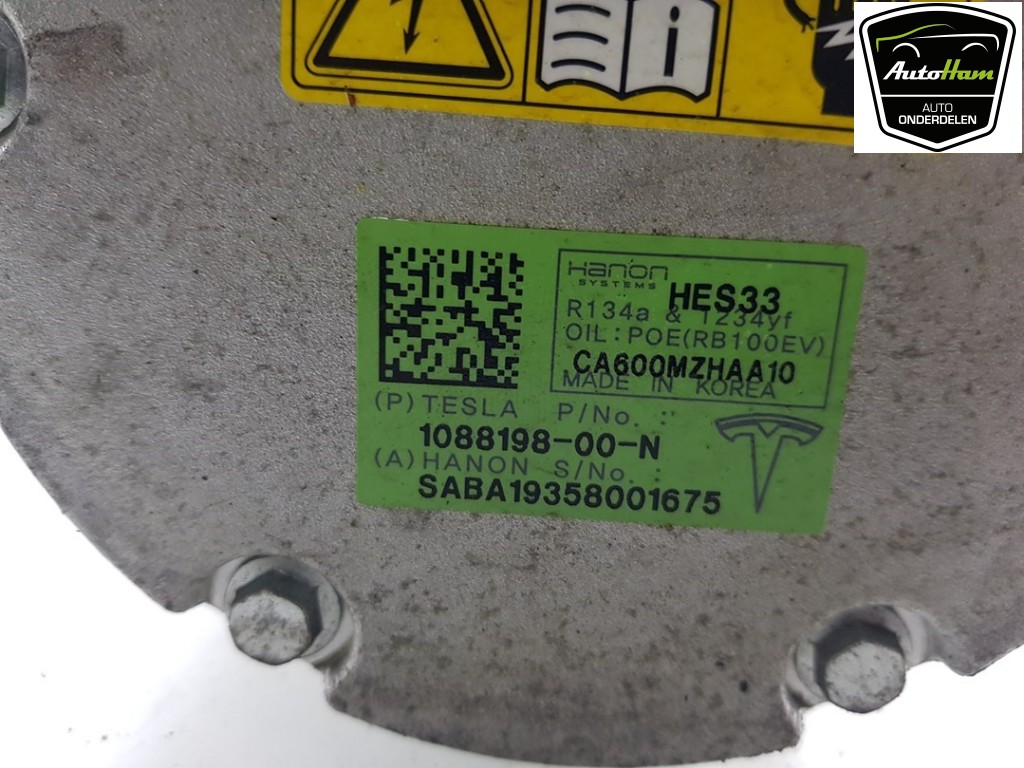 AutoHam
AUTO
ONDERDELEN
Hanon
SYSTEMS
HES33
R134a & 1234yf
OIL : POE(RB100EV)
CA600MZHAA10
MADE IN KOREA
(P) TESLA P/No. :
1088198-00-N
(A) HANON S/No. :
SABA19358001675